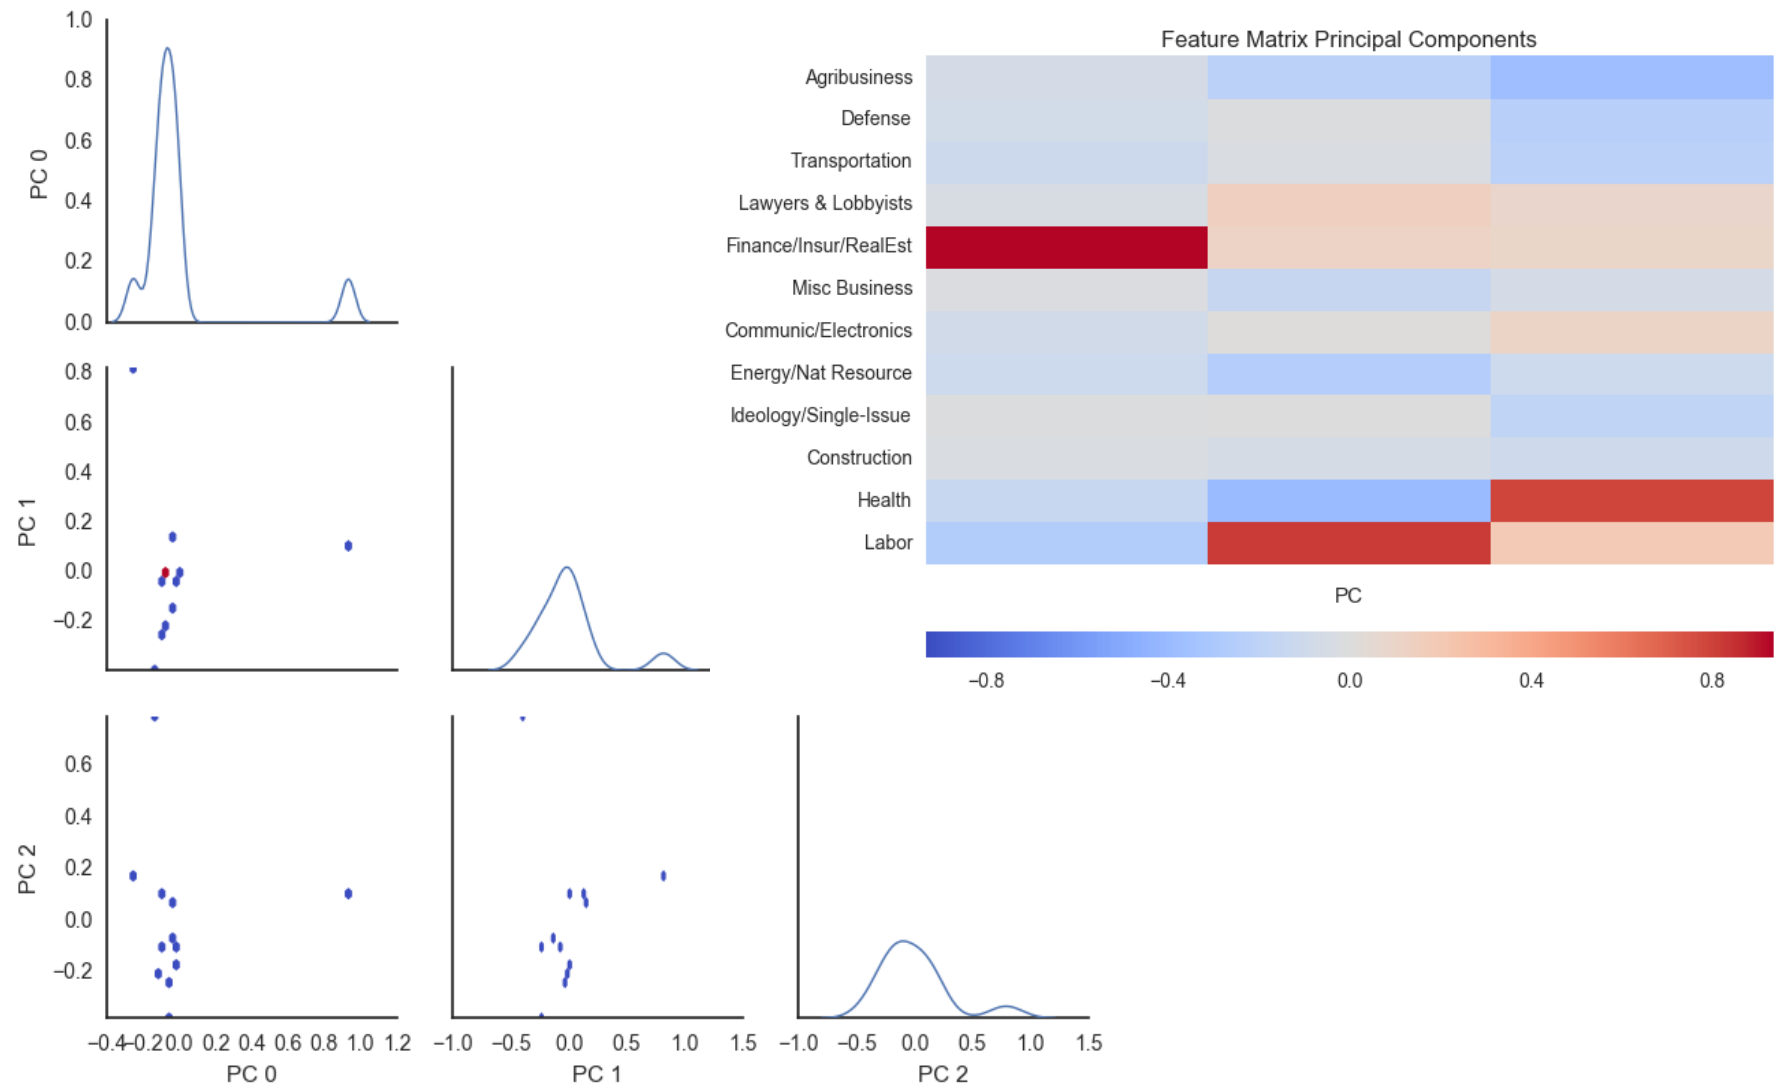 1.0
0.8
0.6
0.4
0.2
0.0
PC 0
0.8
0.6
0.4
0.2
0.0
−0.2
PC 1
0.6
0.4
0.2
0.0
−0.2
PC 2
−0.4 −0.2 0.0 0.2 0.4 0.6 0.8 1.0 1.2
PC 0
−1.0 −0.5 0.0 0.5 1.0 1.5
PC 1
−1.0 −0.5 0.0 0.5 1.0 1.5
PC 2
Feature Matrix Principal Components
Agribusiness
Defense
Transportation
Lawyers & Lobbyists
Finance/Insur/RealEst
Misc Business
Communic/Electronics
Energy/Nat Resource
Ideology/Single-Issue
Construction
Health
Labor
PC
−0.8 −0.4 0.0 0.4 0.8